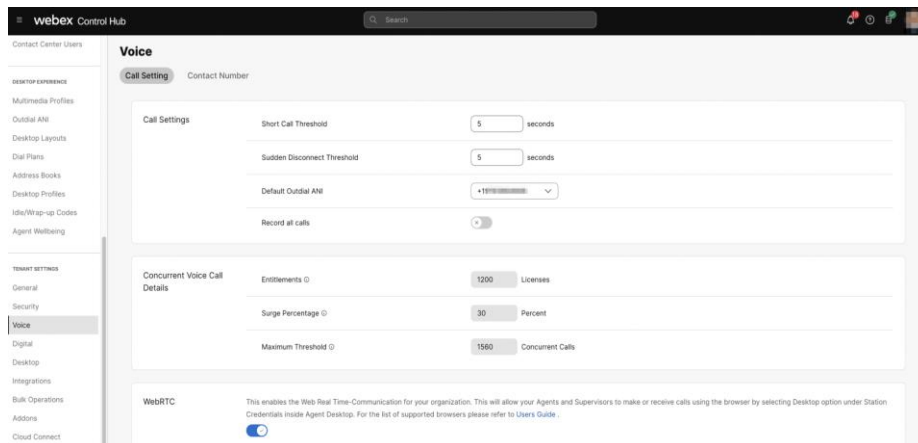 webex Control Hub
Search
Contact Center Users
DESKTOP EXPERIENCE
Multimedia Profiles
Outdial ANI
Desktop Layouts
Dial Plans
Address Books
Desktop Profiles
Idle/Wrap-up Codes
Agent Wellbeing
TENANT SETTINGS
General
Security
Voice
Digital
Desktop
Integrations
Bulk Operations
Addons
Cloud Connect
Voice
Call Setting Contact Number
Call Settings
Short Call Threshold 5 seconds
Sudden Disconnect Threshold 5 seconds
Default Outdial ANI
Record all calls
Concurrent Voice Call
Details
Entitlements 1200 Licenses
Surge Percentage 30 Percent
Maximum Threshold 1560 Concurrent Calls
WebRTC
This enables the Web Real Time-Communication for your organization. This will allow your Agents and Supervisors to make or receive calls using the browser by selecting Desktop option under Station
Credentials inside Agent Desktop. For the list of supported browsers please refer to Users Guide .